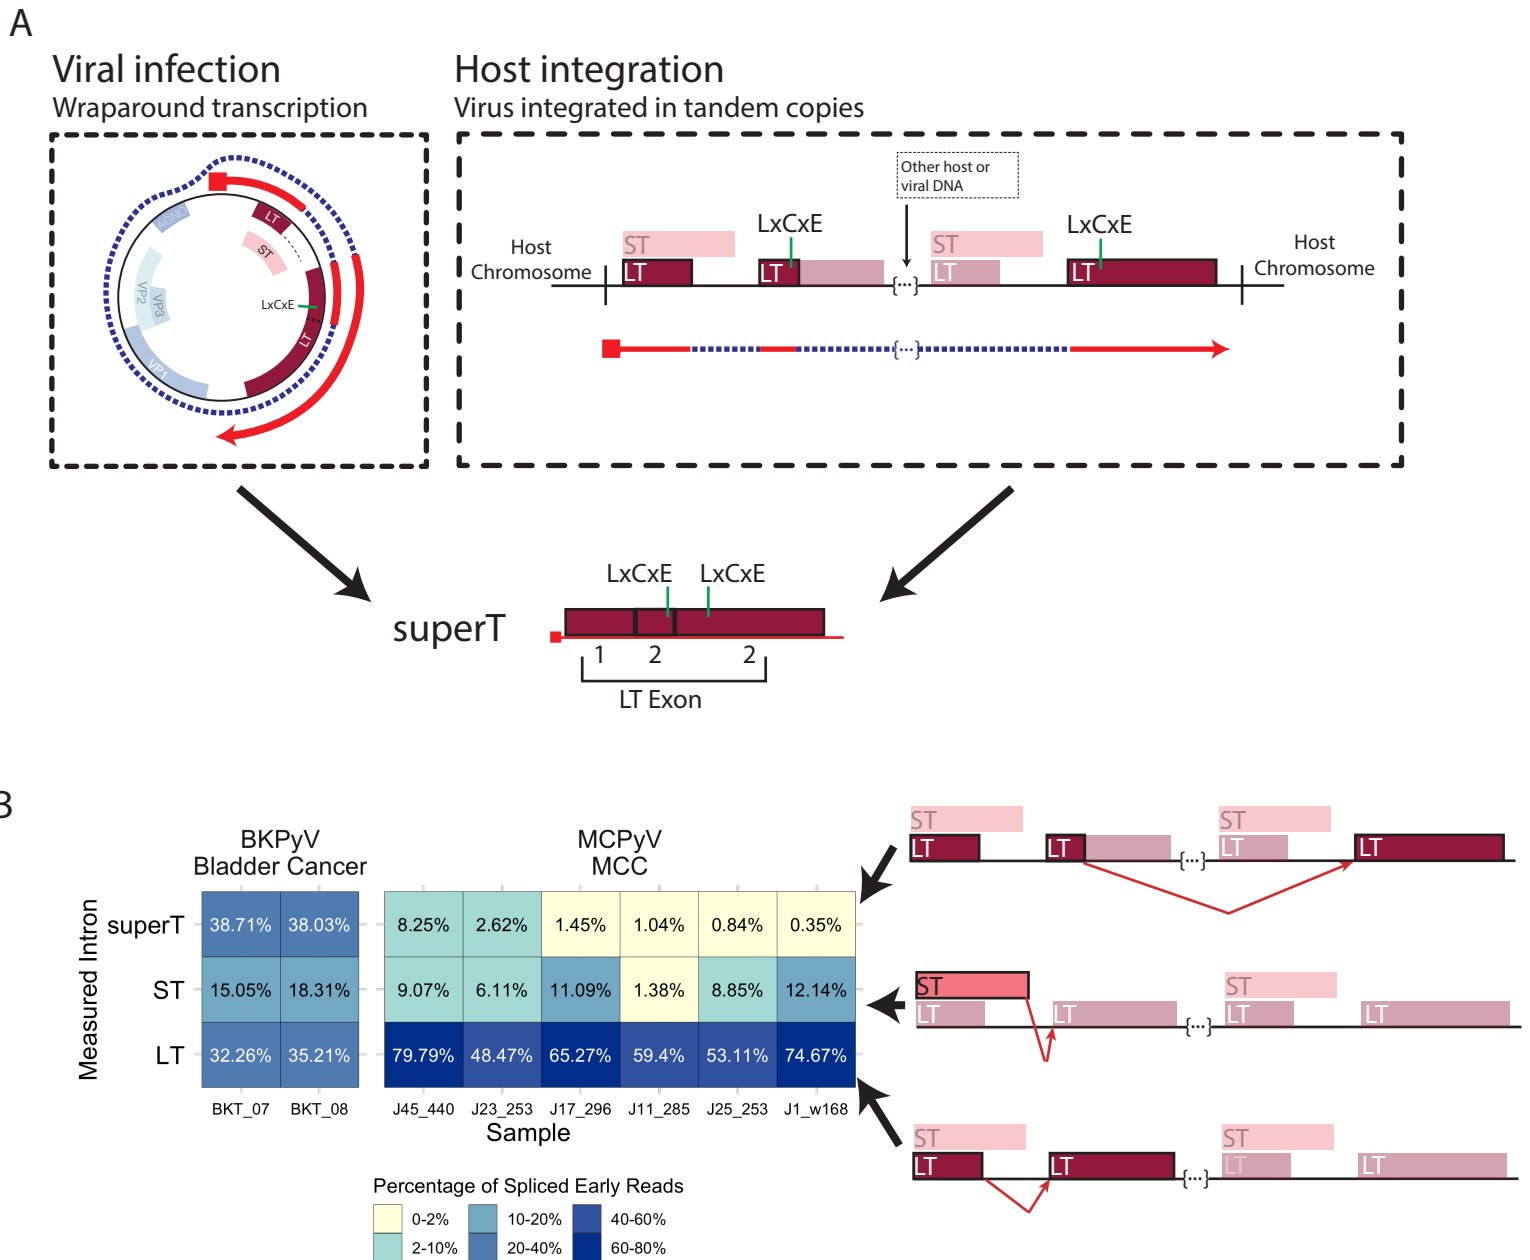 A
Viral infection
Wraparound transcription
Host integration
Virus integrated in tandem copies
AGNO
LT
ST
VP2
VP3
LxCxE
LT
VP1
Other host or
viral DNA
Host
Chromosome
ST
LT
LxCxE
LT
{...}
ST
LT
LxCxE
LT
Host
Chromosome
{...}
superT
LxCxE LxCxE
1 2 2
LT Exon
B
BKPyV
Bladder Cancer
MCPyV
MCC
Measured Intron
superT 38.71% 38.03% 8.25% 2.62% 1.45% 1.04% 0.84% 0.35%
ST 15.05% 18.31% 9.07% 6.11% 11.09% 1.38% 8.85% 12.14%
LT 32.26% 35.21% 79.79% 48.47% 65.27% 59.4% 53.11% 74.67%
BKT_07 BKT_08 J45_440 J23_253 J17_296 J11_285 J25_253 J1_w168
Sample
Percentage of Spliced Early Reads
0-2% 10-20% 40-60%
2-10% 20-40% 60-80%
ST ST
LT LT {...} LT LT
ST ST
LT LT {...} LT LT
ST ST
LT LT {...} LT LT